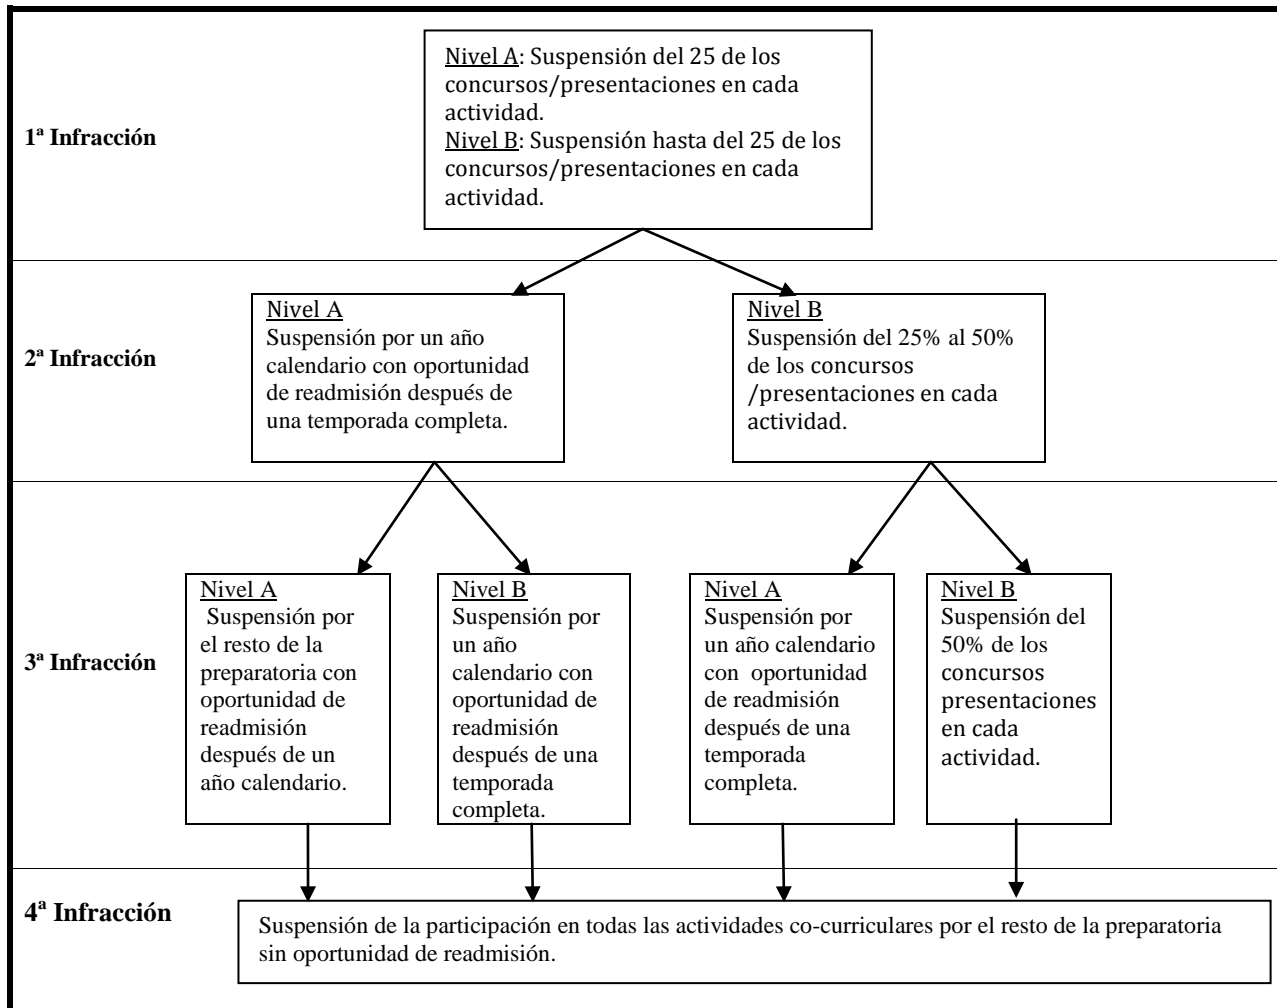 1ª Infracción
Nivel A: Suspensión del 25 de los
concursos/presentaciones en cada
actividad.
Nivel B: Suspensión hasta del 25 de los
concursos/presentaciones en cada
actividad.
2ª Infracción
Nivel A
Suspensión por un año
calendario con oportunidad
de readmisión después de
una temporada completa.
Nivel B
Suspensión del 25% al 50%
de los concursos
/presentaciones en cada
actividad.
3ª Infracción
Nivel A
Suspensión por
el resto de la
preparatoria con
oportunidad de
readmisión
después de un
año calendario.
Nivel B
Suspensión por
un año
calendario con
oportunidad de
readmisión
después de una
temporada
completa.
Nivel A
Suspensión por
un año calendario
con oportunidad
de readmisión
después de una
temporada
completa.
Nivel B
Suspensión del
50% de los
concursos
presentaciones
en cada
actividad.
4ª Infracción
Suspensión de la participación en todas las actividades co-curriculares por el resto de la preparatoria
sin oportunidad de readmisión.